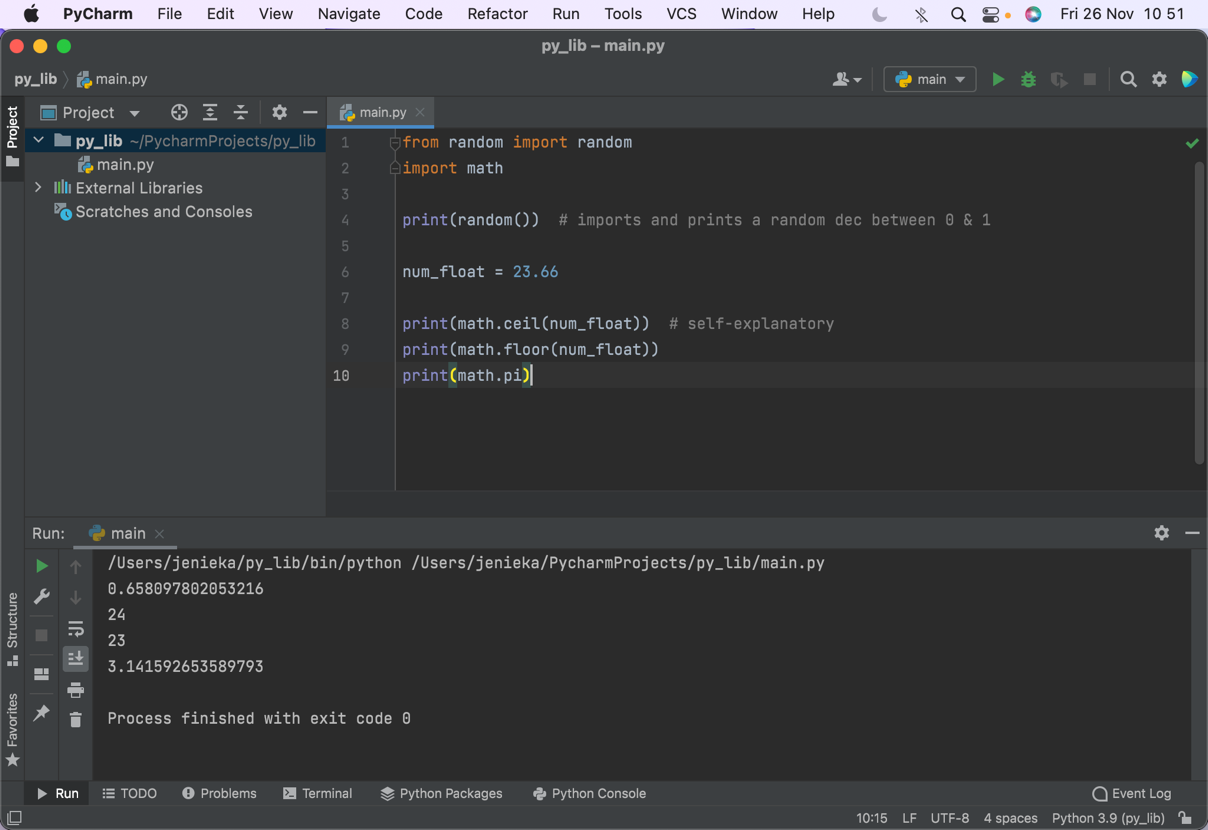 PyCharm File Edit View Navigate Code Refactor Run Tools VCS Window Help Fri 26 Nov 10 51
py_lib – main.py
py_lib main.py main
Project
Project main.py
py_lib ~/PycharmProjects/py_lib
main.py
External Libraries
Scratches and Consoles
1 from random import random
2 import math
3
4 print(random())  # imports and prints a random dec between 0 & 1
5
6 num_float = 23.66
7
8 print(math.ceil(num_float))  # self-explanatory
9 print(math.floor(num_float))
10 print(math.pi)
Run: main
/Users/jenieka/py_lib/bin/python /Users/jenieka/PycharmProjects/py_lib/main.py
0.658097802053216
24
23
3.141592653589793
Process finished with exit code 0
Structure
Favorites
Run TODO Problems Terminal Python Packages Python Console Event Log
10:15 LF UTF-8 4 spaces Python 3.9 (py_lib)